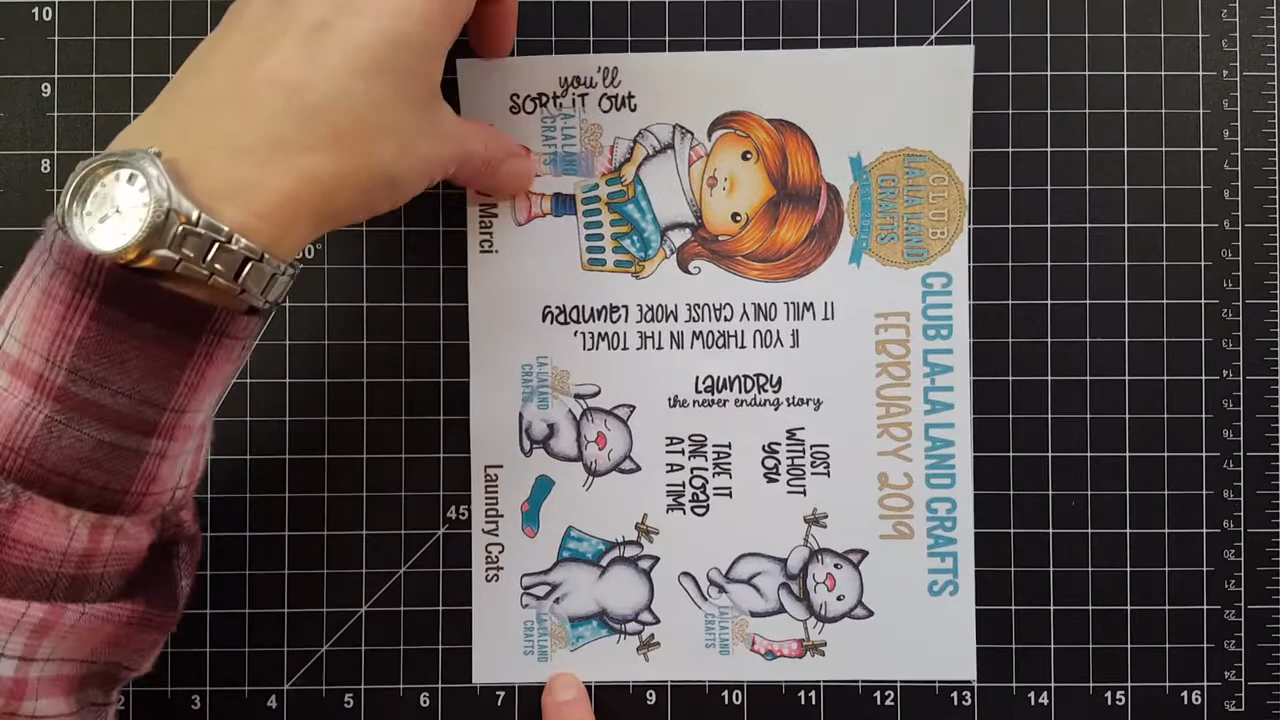 CLUB
LA-LA LAND
CRAFTS
EST. 2014
CLUB LA-LA LAND CRAFTS
FEBRUARY 2019
you'll
SORT IT OUT
LA-LA LAND
CRAFTS
Marci
IF YOU THROW IN THE TOWEL,
IT WILL ONLY CAUSE MORE LAUNDRY
LAUNDRY
the never ending story
LOST
WITHOUT
YOU
TAKE IT
ONE LOAD
AT A TIME
LA-LA LAND
CRAFTS
Laundry Cats
LA-LA LAND
CRAFTS
LA-LA LAND
CRAFTS
10
9
8
7
45°
2 3 4 5 6 7 9 10 11 12 13 14 15 16